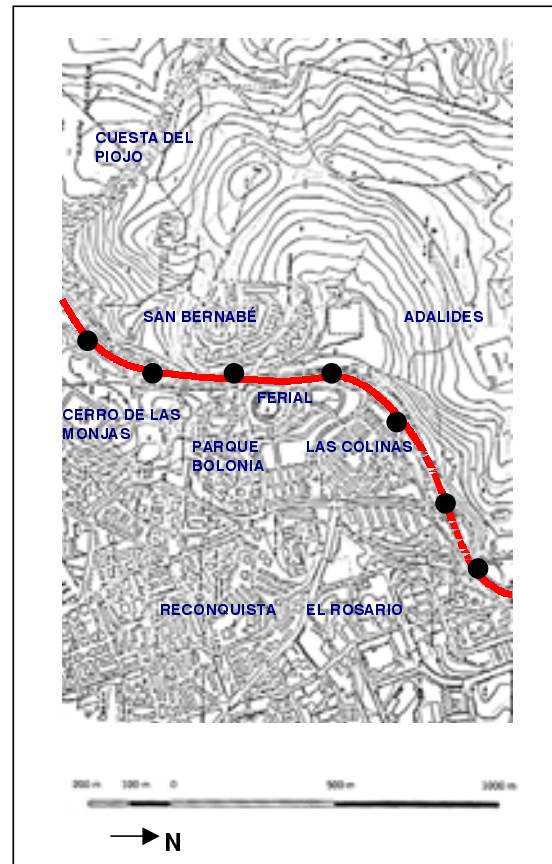 CUESTA DEL
PIOJO
SAN BERNABÉ
ADALIDES
FERIAL
CERRO DE LAS
MONJAS
PARQUE
BOLONIA
LAS COLINAS
RECONQUISTA
EL ROSARIO
200 m 100 m 0 500 m 1000 m
N